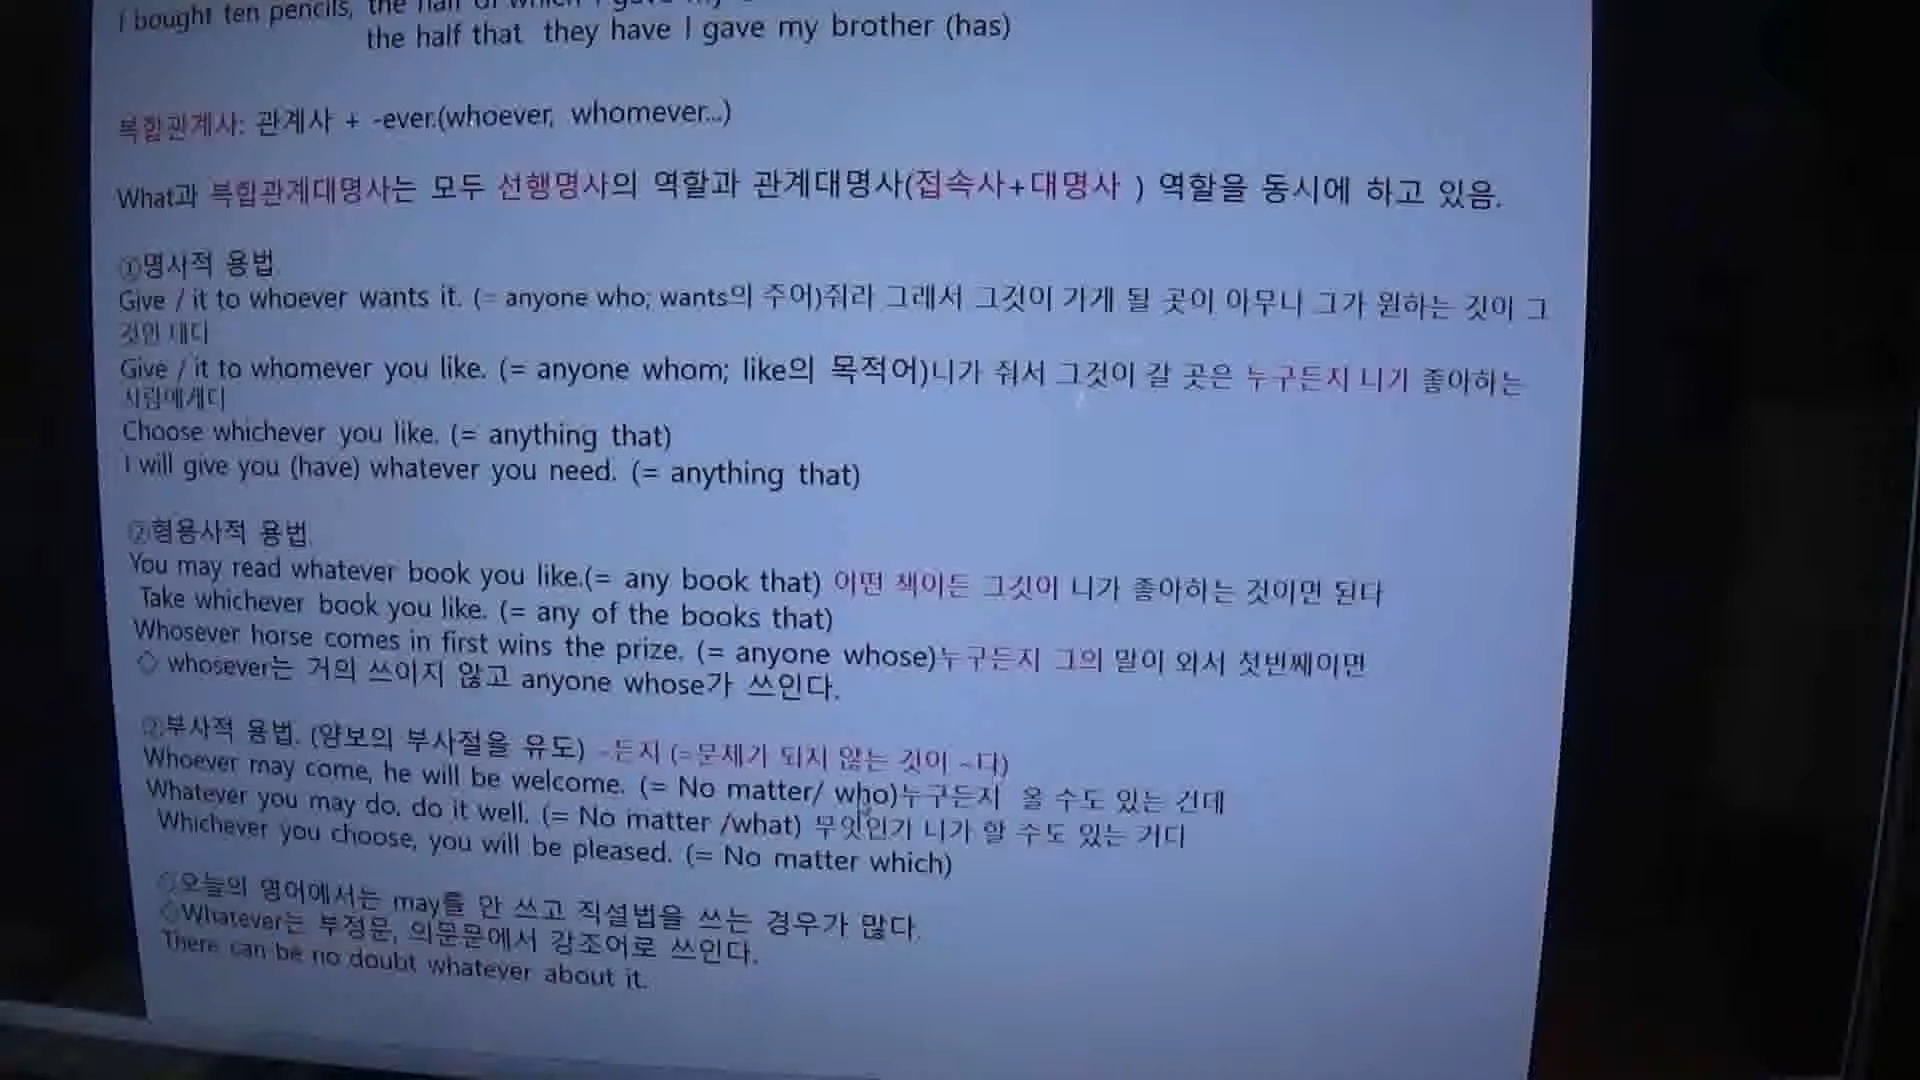 I bought ten pencils, the half of which I gave my
the half that they have I gave my brother (has)
복합관계사: 관계사 + -ever.(whoever, whomever...)
What과 복합관계대명사는 모두 선행명사의 역할과 관계대명사(접속사+대명사 ) 역할을 동시에 하고 있음.
①명사적 용법.
Give / it to whoever wants it. (= anyone who; wants의 주어)줘라 그래서 그것이 가게 될 곳이 아무나 그가 원하는 것이 그
것인 데다
Give / it to whomever you like. (= anyone whom; like의 목적어)니가 줘서 그것이 갈 곳은 누구든지 니가 좋아하는
사람에게다
Choose whichever you like. (= anything that)
I will give you (have) whatever you need. (= anything that)
②형용사적 용법.
You may read whatever book you like.(= any book that) 어떤 책이든 그것이 니가 좋아하는 것이면 된다
Take whichever book you like. (= any of the books that)
Whosever horse comes in first wins the prize. (= anyone whose)누구든지 그의 말이 와서 첫번째이면
◇ whosever는 거의 쓰이지 않고 anyone whose가 쓰인다.
②부사적 용법. (양보의 부사절을 유도) ~든지 (=문제가 되지 않는 것이 ~다)
Whoever may come, he will be welcome. (= No matter/ who)누구든지 올 수도 있는 건데
Whatever you may do, do it well. (= No matter /what) 무엇인가 니가 할 수도 있는 거다
Whichever you choose, you will be pleased. (= No matter which)
◇오늘의 영어에서는 may를 안 쓰고 직설법을 쓰는 경우가 많다.
◇Whatever는 부정문, 의문문에서 강조어로 쓰인다.
There can be no doubt whatever about it.